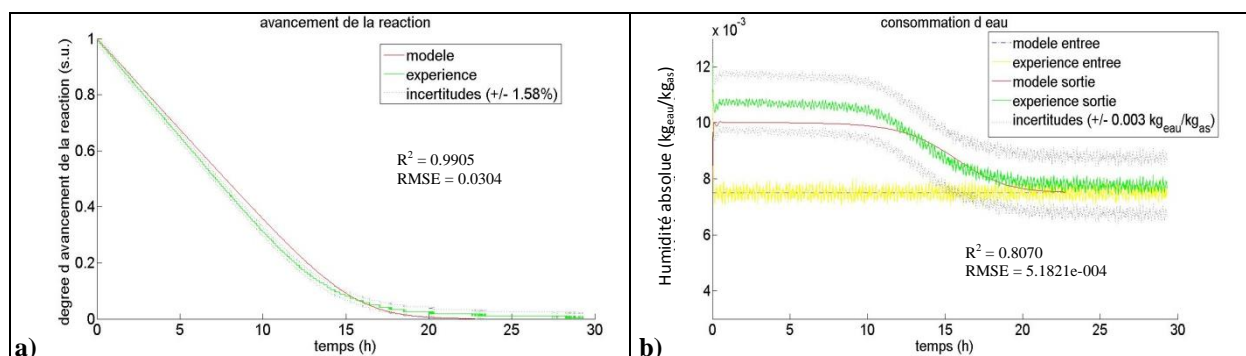 avancement de la reaction
modele
experience
incertitudes (+/- 1.58%)
R² = 0.9905
RMSE = 0.0304
degree d avancement de la reaction (s.u.)
1
0.8
0.6
0.4
0.2
0
0 5 10 15 20 25 30
temps (h)
a)
consommation d eau
x 10⁻³
modele entree
experience entree
modele sortie
experience sortie
incertitudes (+/- 0.003 kg_eau/kg_as)
R² = 0.8070
RMSE = 5.1821e-004
Humidité absolue (kg_eau/kg_as)
12
10
8
6
4
0 5 10 15 20 25 30
temps (h)
b)